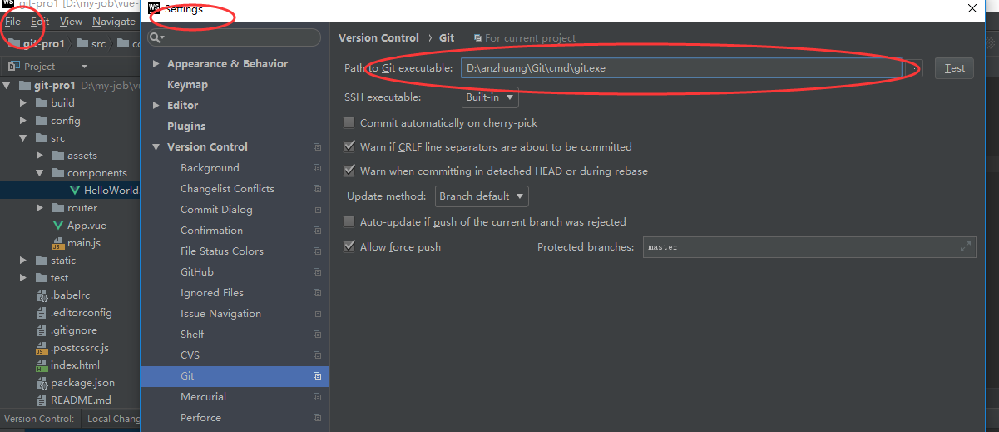 WS git-pro1 [D:\my-job\vue-
File Edit View Navigate
git-pro1 src co
Project
git-pro1 D:\my-job\vu
build
config
src
assets
components
HelloWorld
router
App.vue
main.js
static
test
.babelrc
.editorconfig
.gitignore
.postcssrc.js
index.html
package.json
README.md
Version Control: Local Chang
WS Settings
Appearance & Behavior
Keymap
Editor
Plugins
Version Control
Background
Changelist Conflicts
Commit Dialog
Confirmation
File Status Colors
GitHub
Ignored Files
Issue Navigation
Shelf
CVS
Git
Mercurial
Perforce
Version Control › Git For current project
Path to Git executable: D:\anzhuang\Git\cmd\git.exe ... Test
SSH executable: Built-in
Commit automatically on cherry-pick
Warn if CRLF line separators are about to be committed
Warn when committing in detached HEAD or during rebase
Update method: Branch default
Auto-update if push of the current branch was rejected
Allow force push Protected branches: master